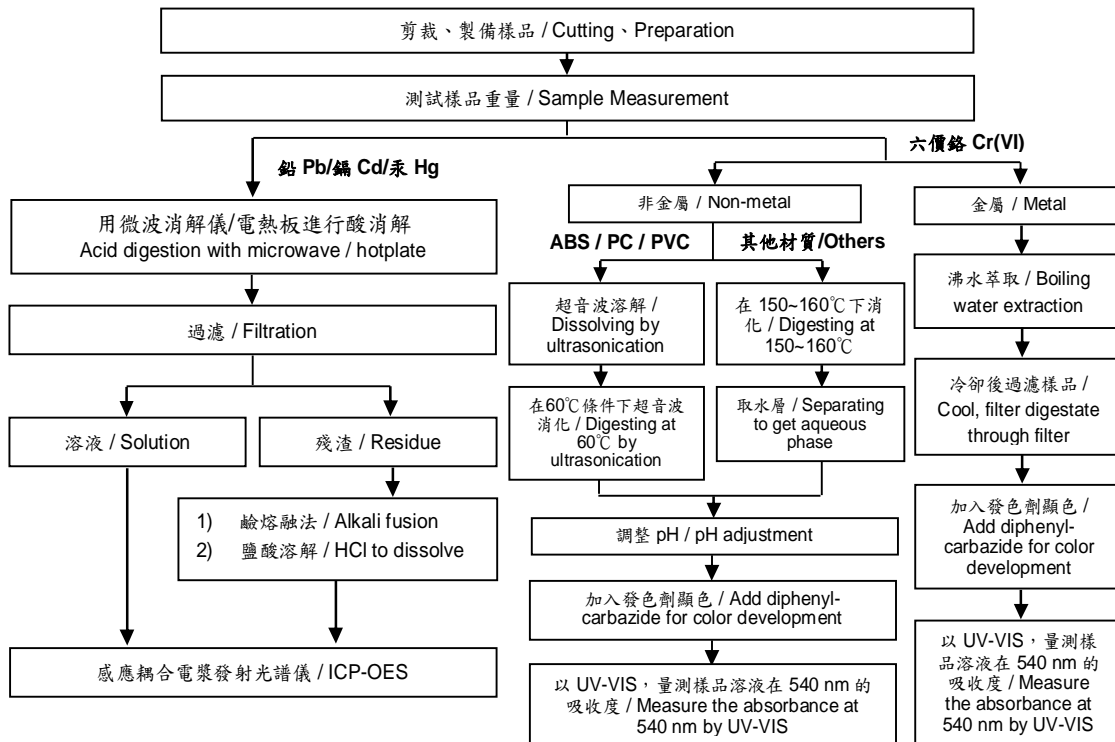 剪裁、製備樣品 / Cutting、Preparation
測試樣品重量 / Sample Measurement
鉛 Pb/鎘 Cd/汞 Hg
六價鉻 Cr(VI)
用微波消解儀/電熱板進行酸消解
Acid digestion with microwave / hotplate
過濾 / Filtration
溶液 / Solution
殘渣 / Residue
1) 鹼熔融法 / Alkali fusion
2) 鹽酸溶解 / HCl to dissolve
感應耦合電漿發射光譜儀 / ICP-OES
非金屬 / Non-metal
ABS / PC / PVC
其他材質/Others
超音波溶解 /
Dissolving by
ultrasonication
在60℃條件下超音波
消化 / Digesting at
60℃ by
ultrasonication
在 150~160℃下消
化 / Digesting at
150~160℃
取水層 / Separating
to get aqueous
phase
調整 pH / pH adjustment
加入發色劑顯色 / Add diphenyl-
carbazide for color development
以 UV-VIS，量測樣品溶液在 540 nm 的
吸收度 / Measure the absorbance at
540 nm by UV-VIS
金屬 / Metal
沸水萃取 / Boiling
water extraction
冷卻後過濾樣品 /
Cool, filter digestate
through filter
加入發色劑顯色 /
Add diphenyl-
carbazide for color
development
以 UV-VIS，量測樣
品溶液在 540 nm 的
吸收度 / Measure
the absorbance at
540 nm by UV-VIS